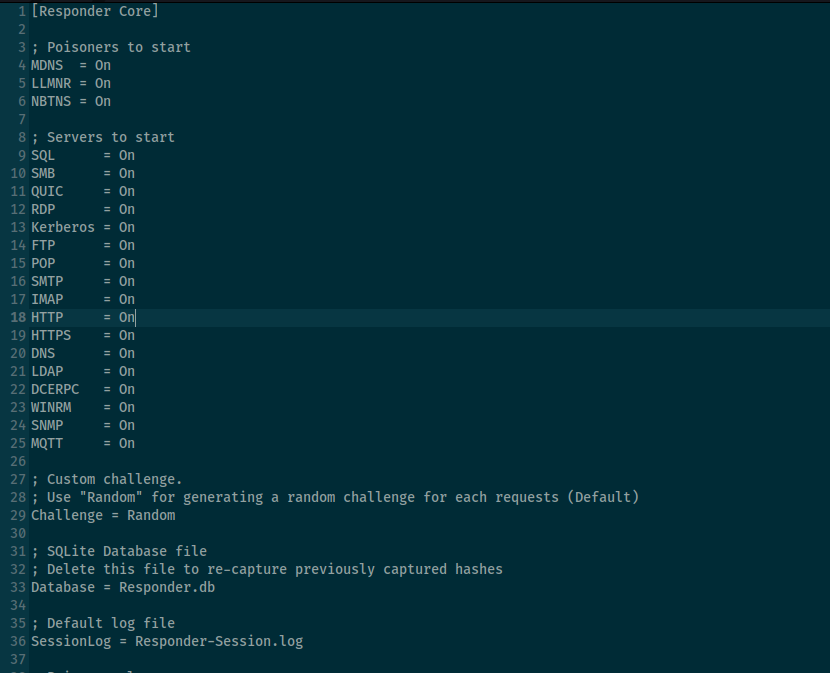 1 [Responder Core]
2
3 ; Poisoners to start
4 MDNS  = On
5 LLMNR = On
6 NBTNS = On
7
8 ; Servers to start
9 SQL      = On
10 SMB      = On
11 QUIC     = On
12 RDP      = On
13 Kerberos = On
14 FTP      = On
15 POP      = On
16 SMTP     = On
17 IMAP     = On
18 HTTP     = On
19 HTTPS    = On
20 DNS      = On
21 LDAP     = On
22 DCERPC   = On
23 WINRM    = On
24 SNMP     = On
25 MQTT     = On
26
27 ; Custom challenge.
28 ; Use "Random" for generating a random challenge for each requests (Default)
29 Challenge = Random
30
31 ; SQLite Database file
32 ; Delete this file to re-capture previously captured hashes
33 Database = Responder.db
34
35 ; Default log file
36 SessionLog = Responder-Session.log
37